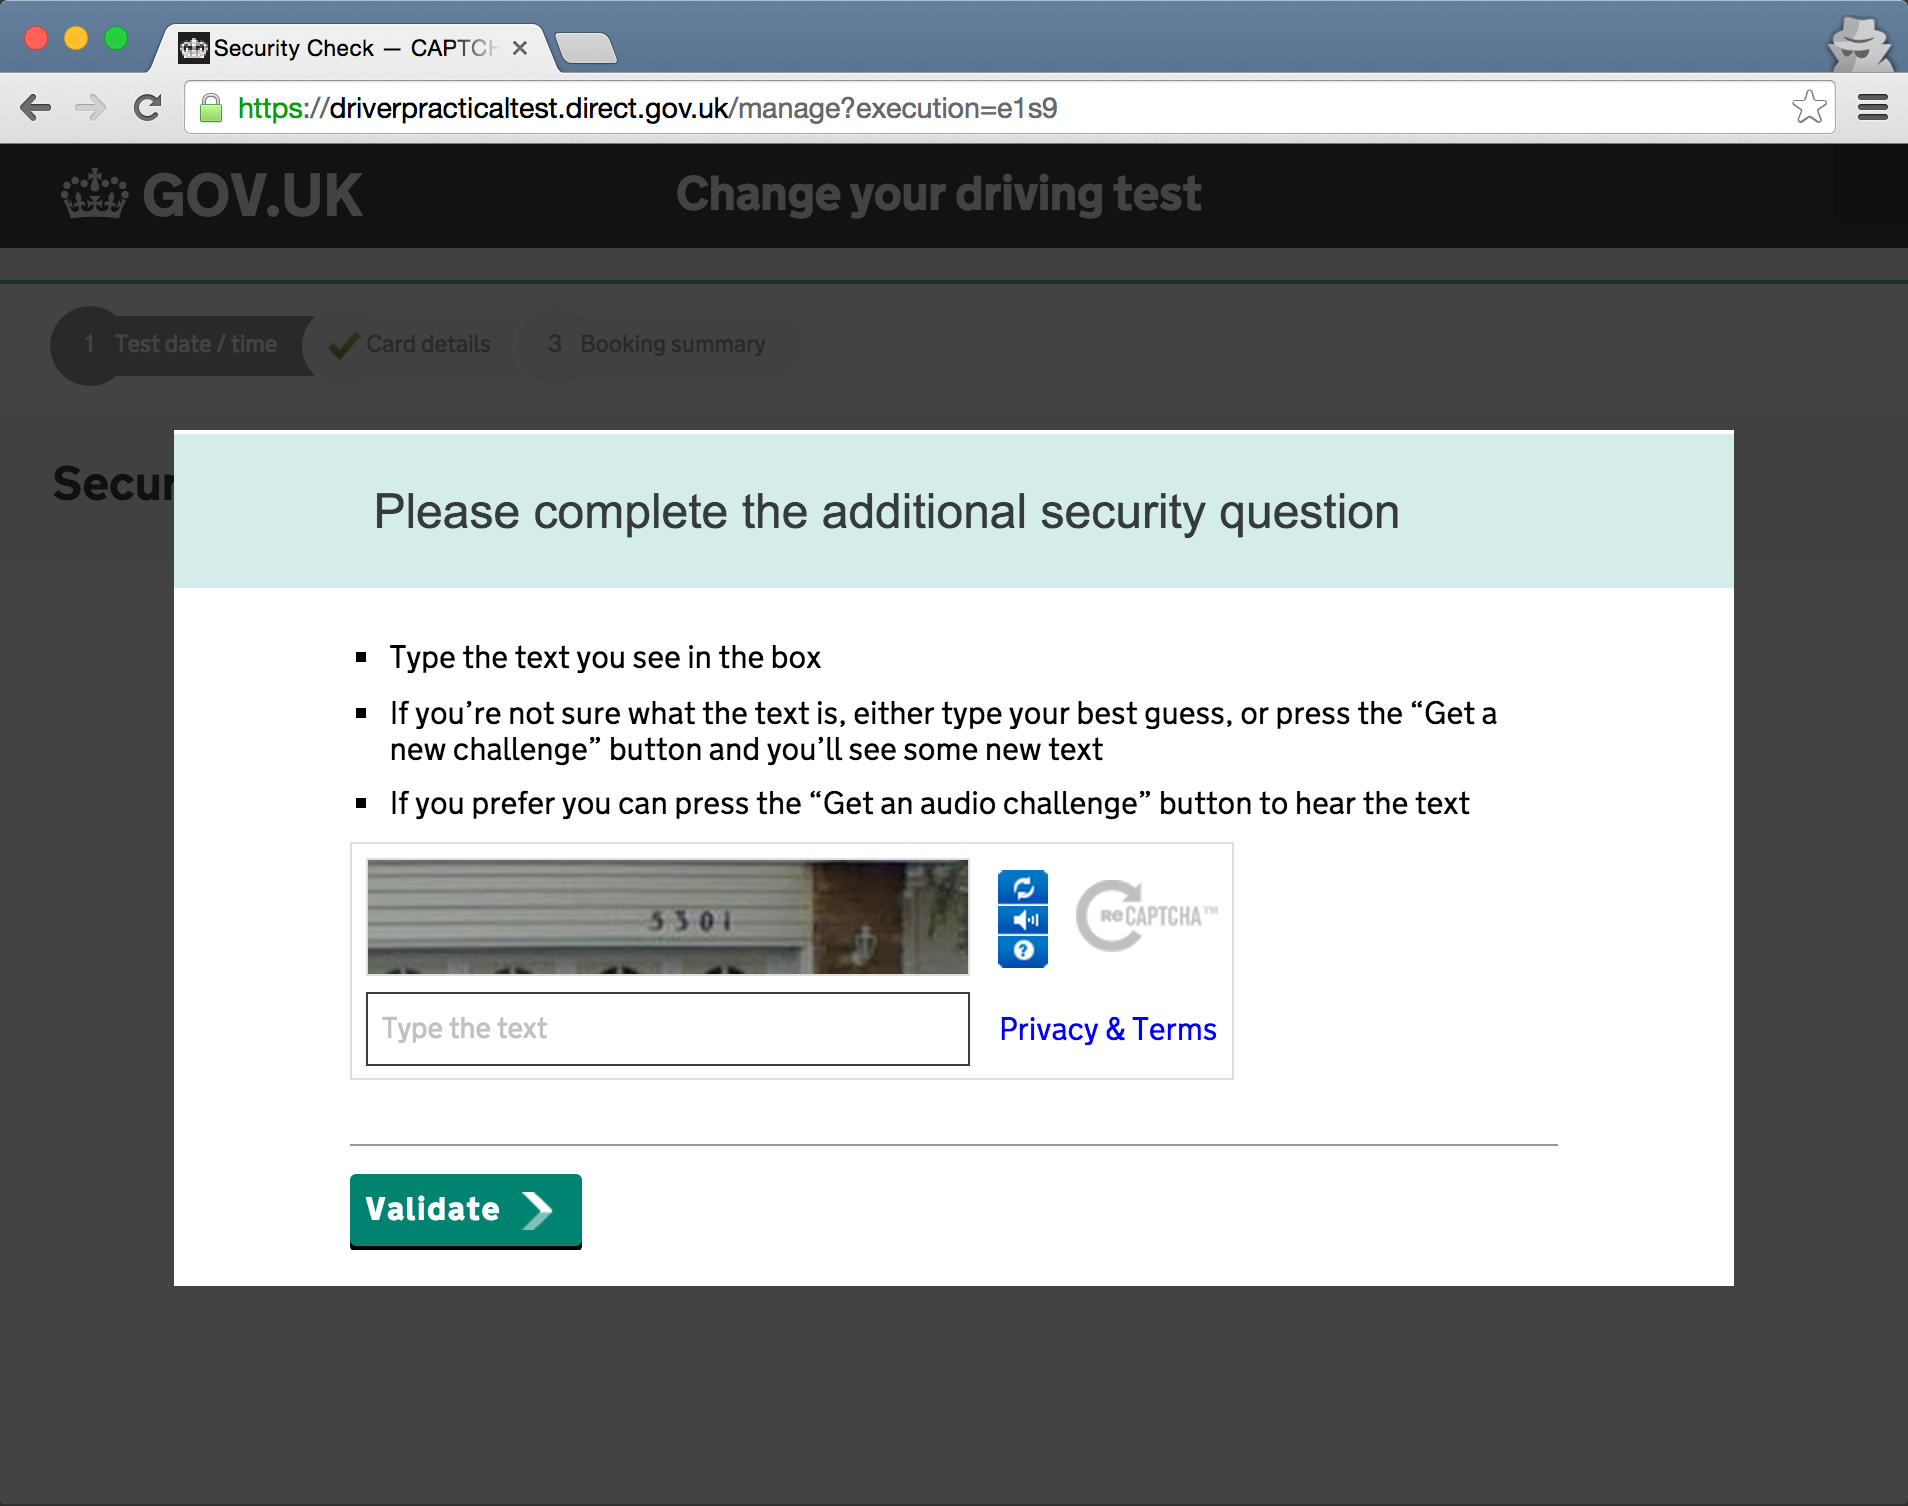 Security Check — CAPTCH
https://driverpracticaltest.direct.gov.uk/manage?execution=e1s9
GOV.UK
Change your driving test
1 Test date / time
Card details
3 Booking summary
Secur
Please complete the additional security question
Type the text you see in the box
If you’re not sure what the text is, either type your best guess, or press the “Get a
new challenge” button and you’ll see some new text
If you prefer you can press the “Get an audio challenge” button to hear the text
5301
reCAPTCHA™
Type the text
Privacy & Terms
Validate